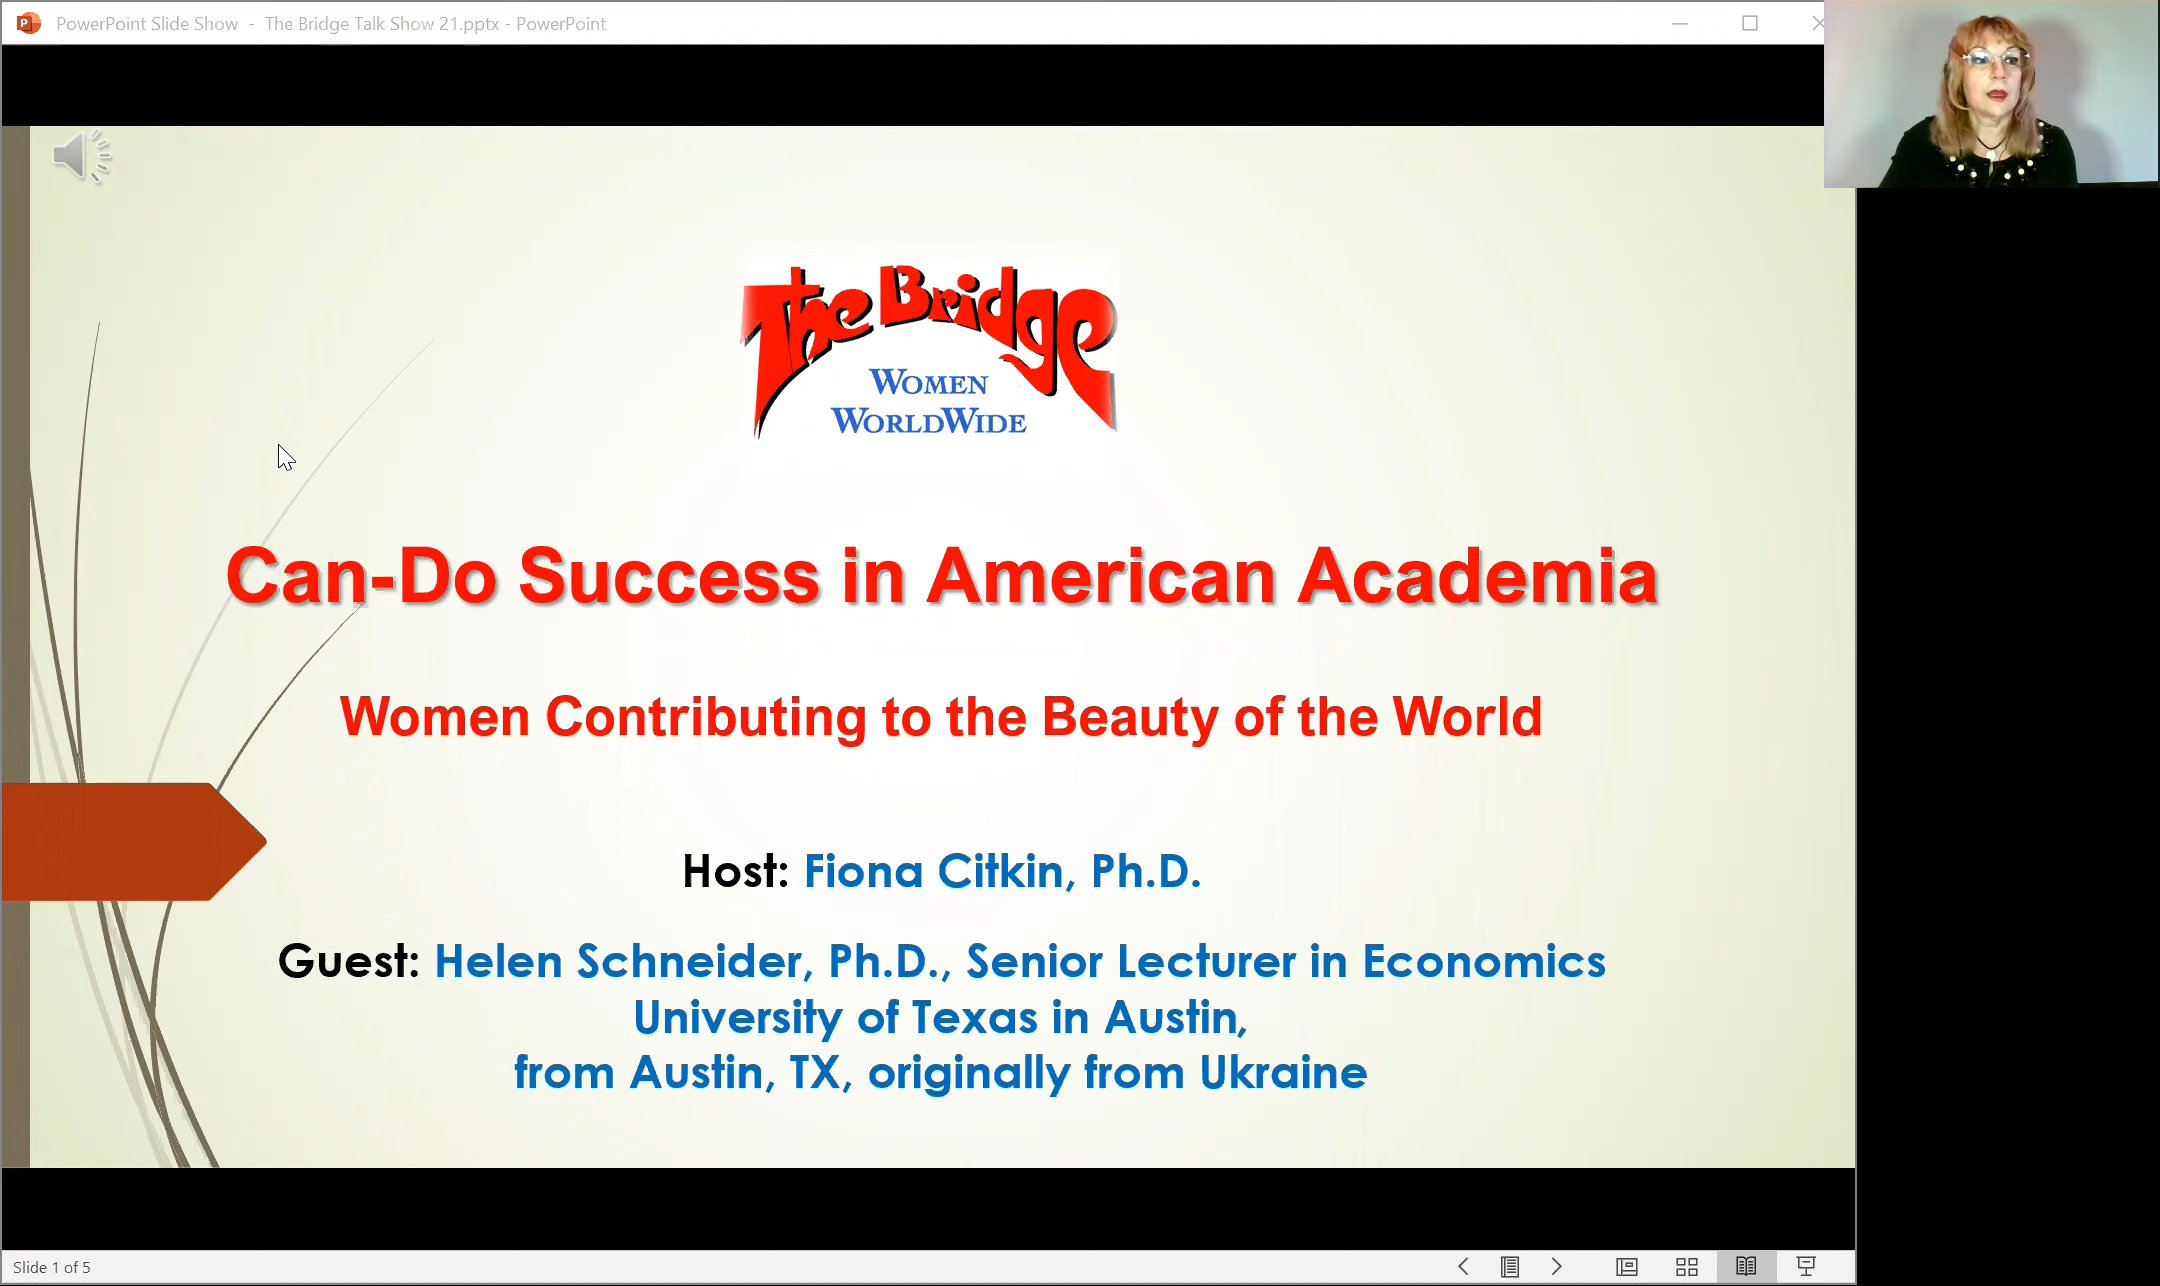 PowerPoint Slide Show - The Bridge Talk Show 21.pptx - PowerPoint
The Bridge
WOMEN
WORLDWIDE
Can-Do Success in American Academia
Women Contributing to the Beauty of the World
Host: Fiona Citkin, Ph.D.
Guest: Helen Schneider, Ph.D., Senior Lecturer in Economics
University of Texas in Austin,
from Austin, TX, originally from Ukraine
Slide 1 of 5